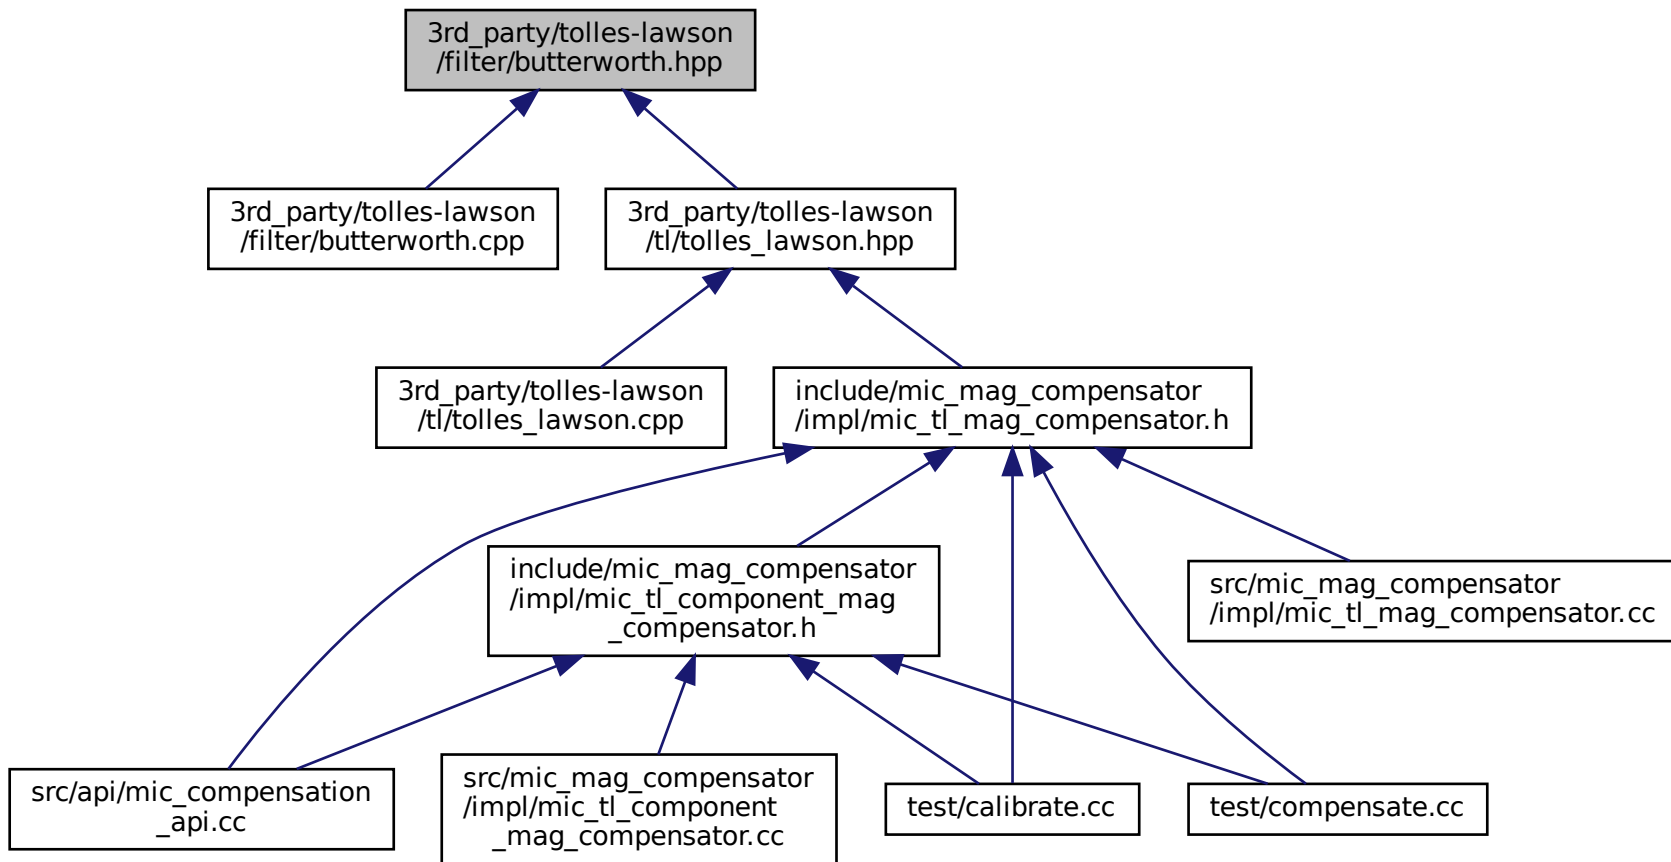 3rd_party/tolles-lawson
/filter/butterworth.hpp
3rd_party/tolles-lawson
/filter/butterworth.cpp
3rd_party/tolles-lawson
/tl/tolles_lawson.hpp
3rd_party/tolles-lawson
/tl/tolles_lawson.cpp
include/mic_mag_compensator
/impl/mic_tl_mag_compensator.h
include/mic_mag_compensator
/impl/mic_tl_component_mag
_compensator.h
src/mic_mag_compensator
/impl/mic_tl_mag_compensator.cc
src/api/mic_compensation
_api.cc
src/mic_mag_compensator
/impl/mic_tl_component
_mag_compensator.cc
test/calibrate.cc
test/compensate.cc